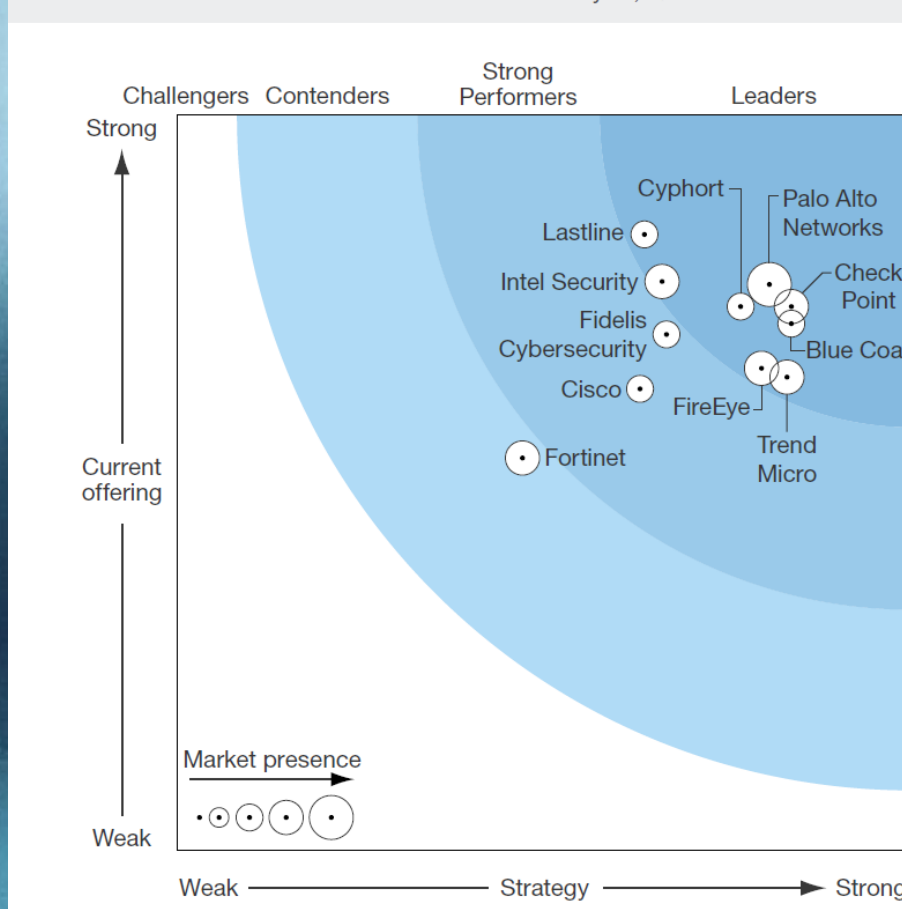 Strong
Performers
Challengers Contenders
Leaders
Strong
Cyphort
Palo Alto
Networks
Lastline
Check
Point
Intel Security
Fidelis
Cybersecurity
Blue Coa
Cisco
FireEye
Trend
Micro
Fortinet
Current
offering
Market presence
Weak
Weak
Strategy
Strong